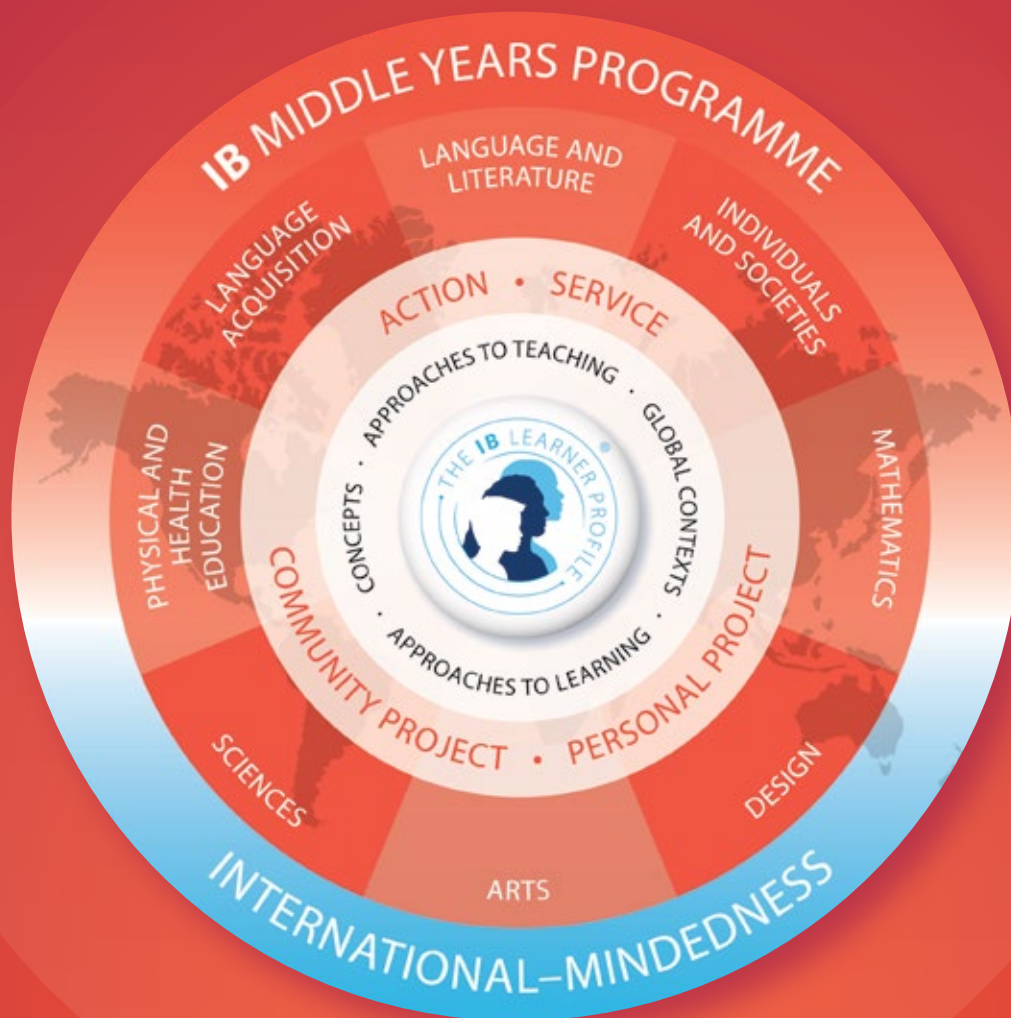 IB MIDDLE YEARS PROGRAMME
LANGUAGE AND
LITERATURE
INDIVIDUALS
AND SOCIETIES
MATHEMATICS
DESIGN
ARTS
SCIENCES
PHYSICAL AND
HEALTH
EDUCATION
LANGUAGE
ACQUISITION
ACTION • SERVICE
COMMUNITY PROJECT • PERSONAL PROJECT
APPROACHES TO TEACHING • GLOBAL CONTEXTS •
APPROACHES TO LEARNING • CONCEPTS •
• THE IB LEARNER PROFILE • ®
INTERNATIONAL–MINDEDNESS